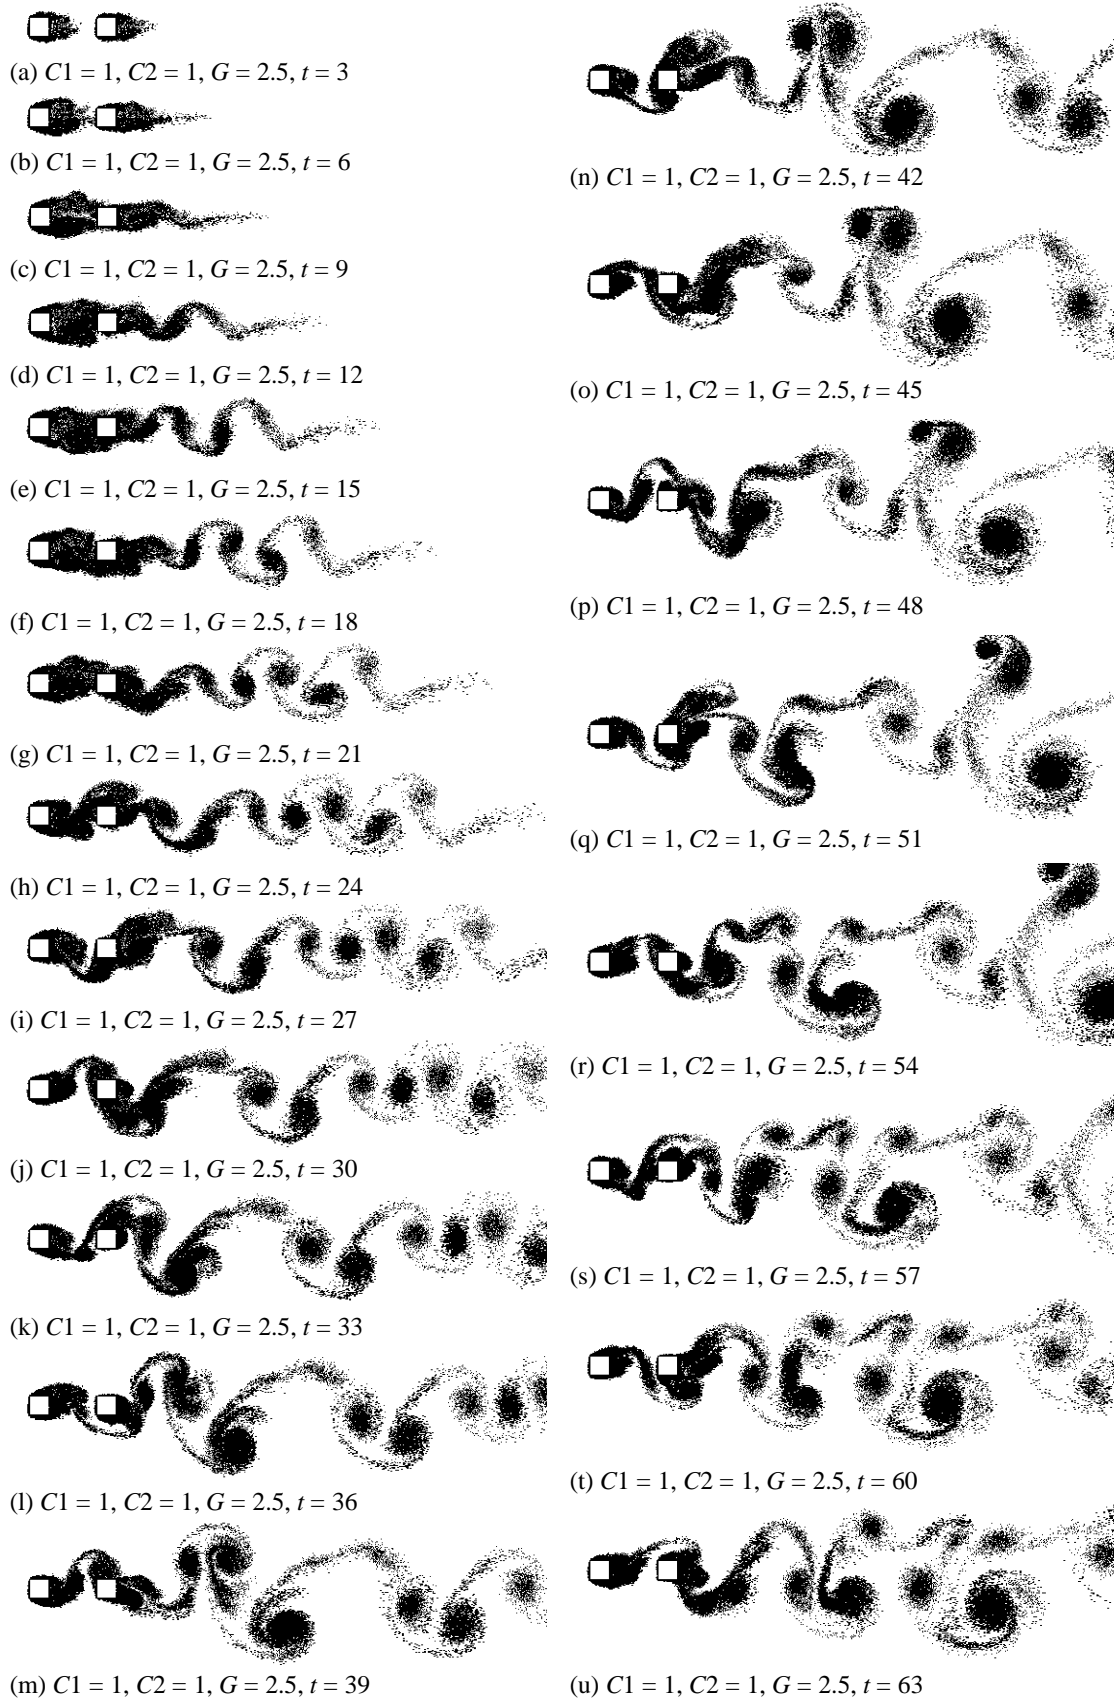 (a) C1 = 1, C2 = 1, G = 2.5, t = 3
(b) C1 = 1, C2 = 1, G = 2.5, t = 6
(c) C1 = 1, C2 = 1, G = 2.5, t = 9
(d) C1 = 1, C2 = 1, G = 2.5, t = 12
(e) C1 = 1, C2 = 1, G = 2.5, t = 15
(f) C1 = 1, C2 = 1, G = 2.5, t = 18
(g) C1 = 1, C2 = 1, G = 2.5, t = 21
(h) C1 = 1, C2 = 1, G = 2.5, t = 24
(i) C1 = 1, C2 = 1, G = 2.5, t = 27
(j) C1 = 1, C2 = 1, G = 2.5, t = 30
(k) C1 = 1, C2 = 1, G = 2.5, t = 33
(l) C1 = 1, C2 = 1, G = 2.5, t = 36
(m) C1 = 1, C2 = 1, G = 2.5, t = 39
(n) C1 = 1, C2 = 1, G = 2.5, t = 42
(o) C1 = 1, C2 = 1, G = 2.5, t = 45
(p) C1 = 1, C2 = 1, G = 2.5, t = 48
(q) C1 = 1, C2 = 1, G = 2.5, t = 51
(r) C1 = 1, C2 = 1, G = 2.5, t = 54
(s) C1 = 1, C2 = 1, G = 2.5, t = 57
(t) C1 = 1, C2 = 1, G = 2.5, t = 60
(u) C1 = 1, C2 = 1, G = 2.5, t = 63